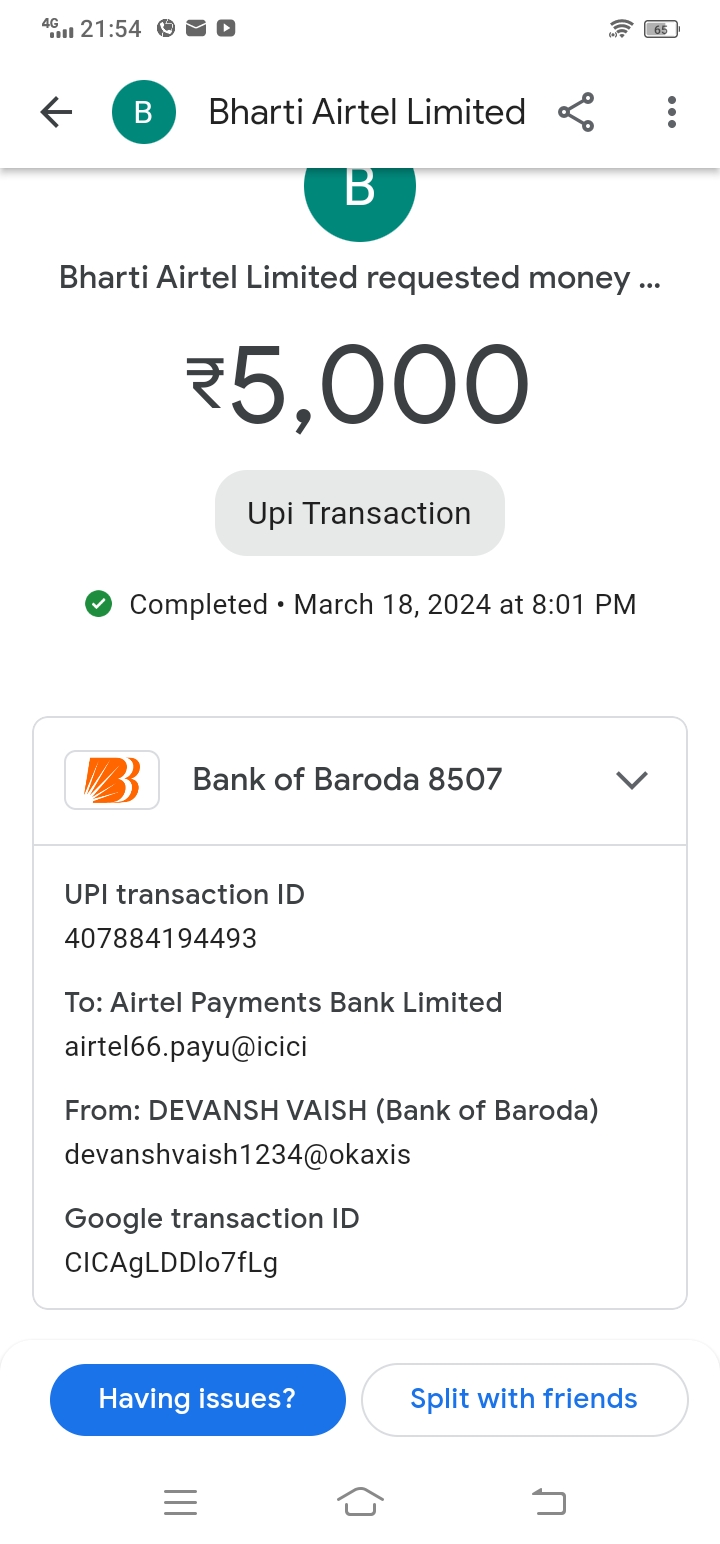 4G 21:54 65
B Bharti Airtel Limited
B
Bharti Airtel Limited requested money ...
₹5,000
Upi Transaction
Completed • March 18, 2024 at 8:01 PM
Bank of Baroda 8507
UPI transaction ID
407884194493
To: Airtel Payments Bank Limited
airtel66.payu@icici
From: DEVANSH VAISH (Bank of Baroda)
devanshvaish1234@okaxis
Google transaction ID
CICAgLDDlo7fLg
Having issues? Split with friends